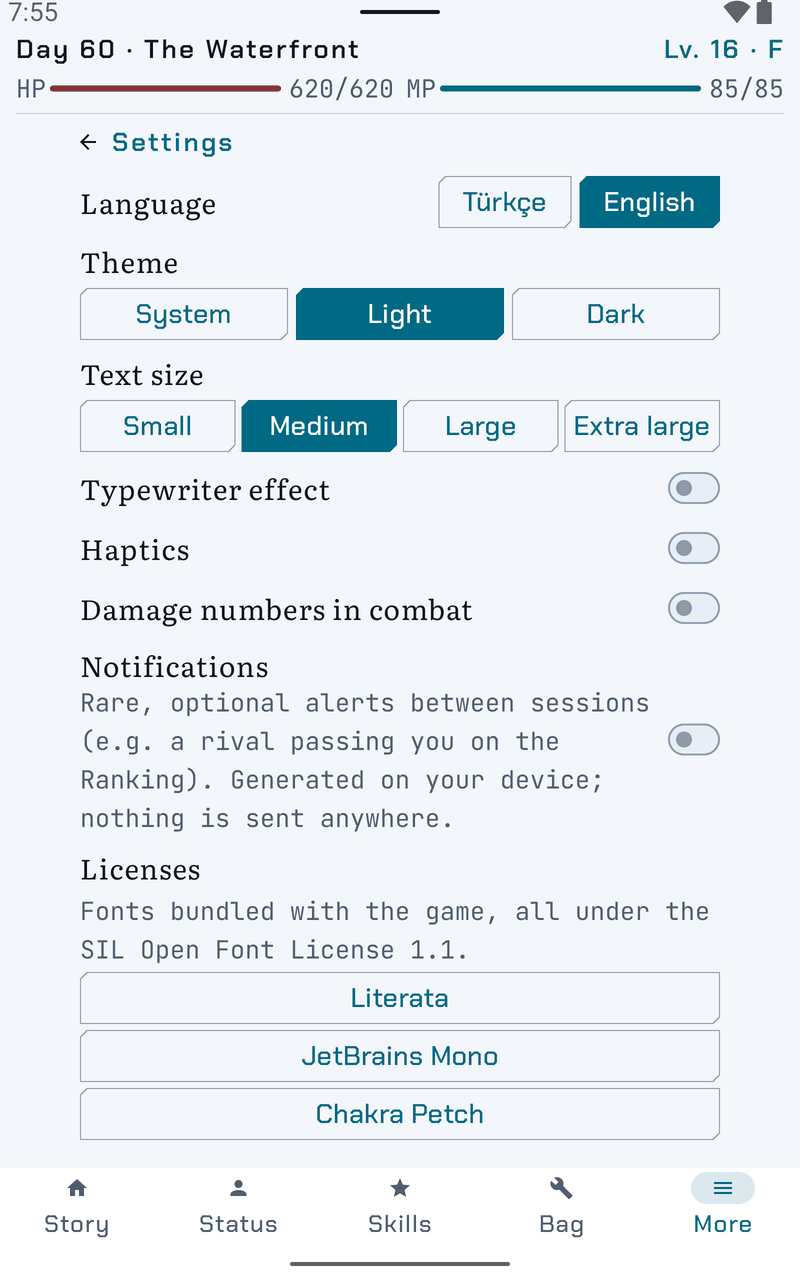 7:55
Day 60 · The Waterfront
Lv. 16 · F
HP 620/620 MP 85/85
← Settings
Language
Türkçe
English
Theme
System
Light
Dark
Text size
Small
Medium
Large
Extra large
Typewriter effect
Haptics
Damage numbers in combat
Notifications
Rare, optional alerts between sessions
(e.g. a rival passing you on the
Ranking). Generated on your device;
nothing is sent anywhere.
Licenses
Fonts bundled with the game, all under the
SIL Open Font License 1.1.
Literata
JetBrains Mono
Chakra Petch
Story
Status
Skills
Bag
More